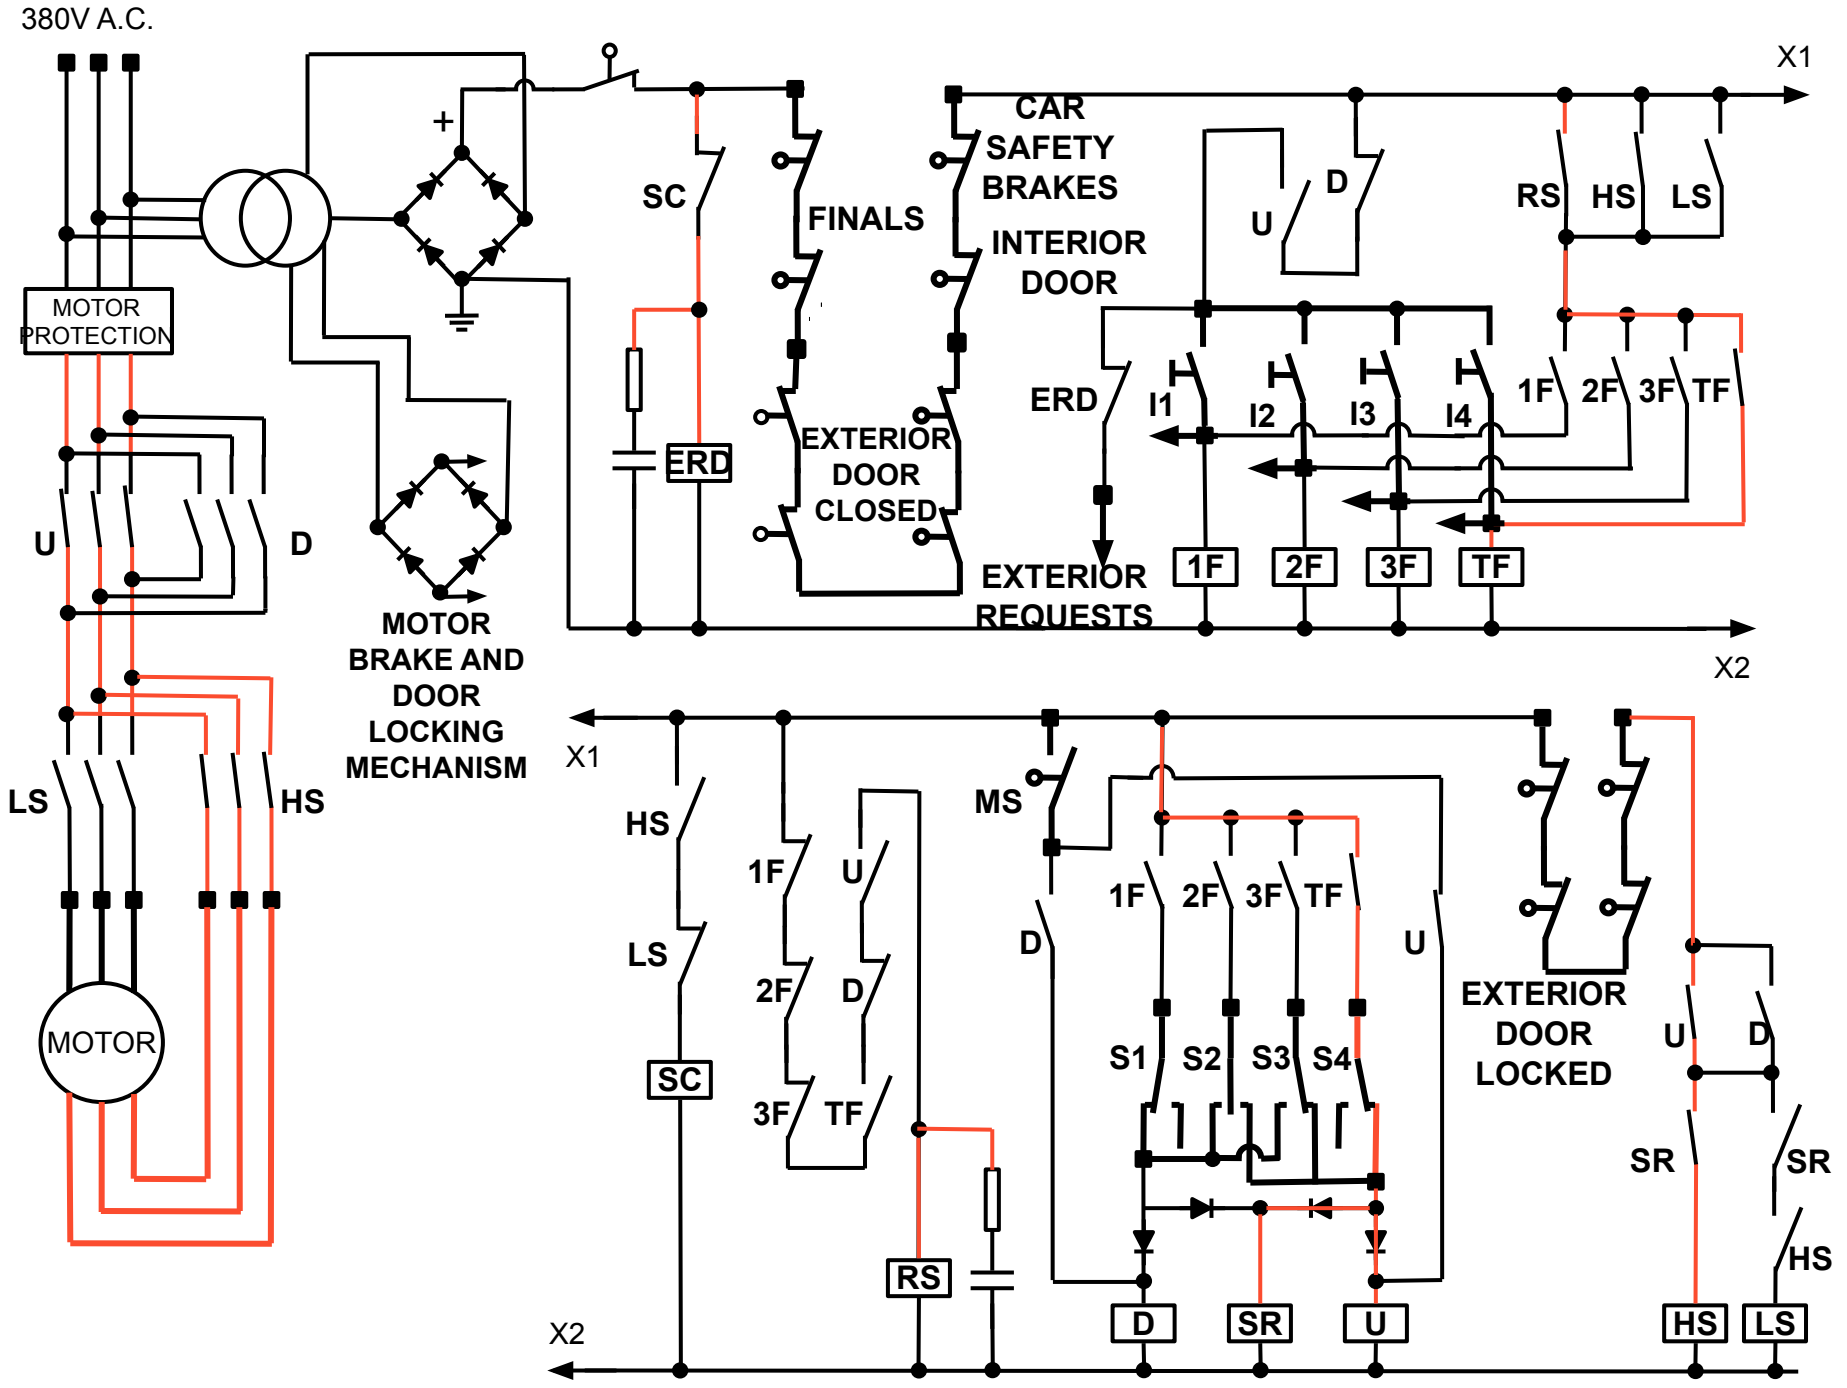 380V A.C.
X1
+
CAR
SAFETY
BRAKES
SC
FINALS
D
U
RS
HS
LS
INTERIOR
DOOR
MOTOR
PROTECTION
ERD
I1
I2
I3
I4
1F
2F
3F
TF
ERD
EXTERIOR
DOOR
CLOSED
U
D
EXTERIOR
REQUESTS
1F
2F
3F
TF
MOTOR
BRAKE AND
DOOR
LOCKING
MECHANISM
X2
X1
LS
HS
HS
MS
1F
U
1F
2F
3F
TF
D
U
LS
2F
D
EXTERIOR
DOOR
LOCKED
U
D
MOTOR
S1
S2
S3
S4
SC
3F
TF
SR
SR
RS
HS
D
SR
U
HS
LS
X2